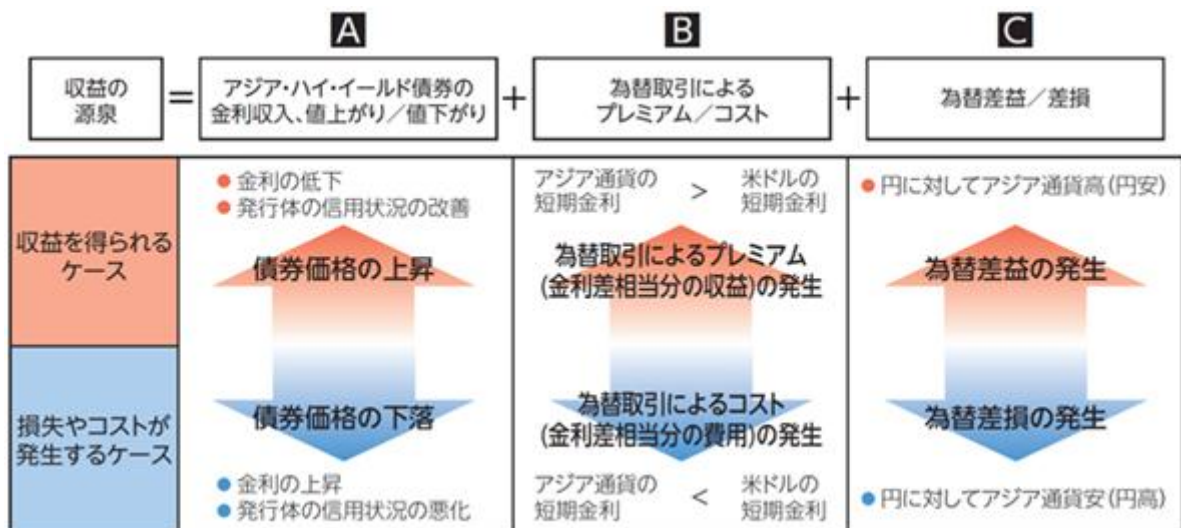 A
B
C
収益の
源泉
=
アジア・ハイ・イールド債券の
金利収入、値上がり/値下がり
+
為替取引による
プレミアム/コスト
+
為替差益/差損
収益を得られる
ケース
● 金利の低下
● 発行体の信用状況の改善
債券価格の上昇
アジア通貨の
短期金利
>
米ドルの
短期金利
為替取引によるプレミアム
(金利差相当分の収益)の発生
● 円に対してアジア通貨高(円安)
為替差益の発生
損失やコストが
発生するケース
債券価格の下落
● 金利の上昇
● 発行体の信用状況の悪化
為替取引によるコスト
(金利差相当分の費用)の発生
アジア通貨の
短期金利
<
米ドルの
短期金利
為替差損の発生
● 円に対してアジア通貨安(円高)